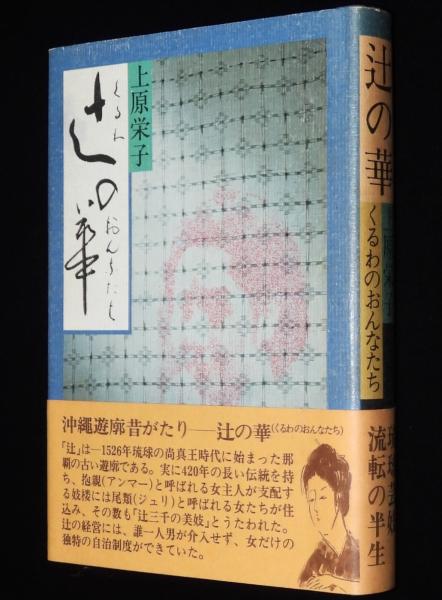 上原栄子
辻の華
くるわのおんなたち
辻の華
くるわのおんなたち
上原栄子
沖縄遊廓昔がたり──辻の華(くるわのおんなたち)
「辻」は──1526年琉球の尚真王時代に始まった那
覇の古い遊廓である。実に420年の長い伝統を持
ち、抱親(アンマー)と呼ばれる女主人が支配す
る妓楼には尾類(ジュリ)と呼ばれる女たちが住
込み、その数も「辻三千の美妓」とうたわれた。
辻の経営には、誰一人男が介入せず、女だけの
独特の自治制度ができていた。
琉球芸妓
流転の半生